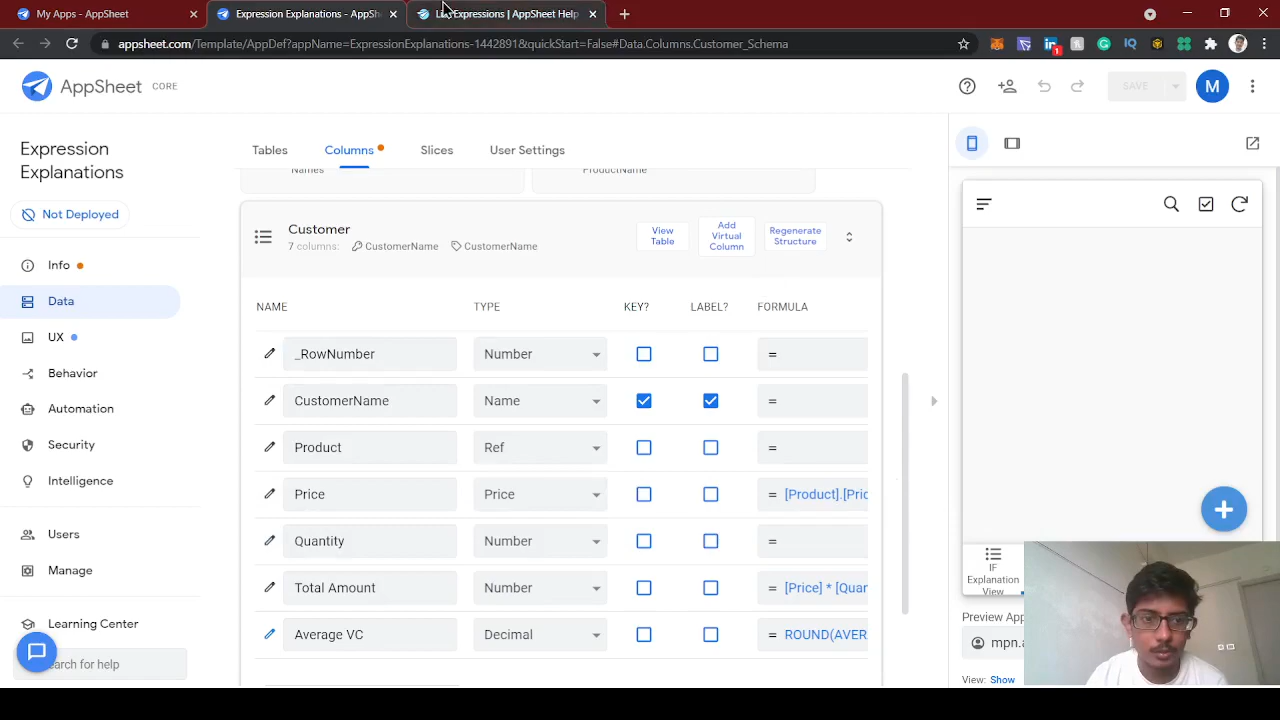 My Apps - AppSheet
Expression Explanations - AppSh
Expressions | AppSheet Help
appsheet.com/Template/AppDef?appName=ExpressionExplanations-1442891&quickStart=False#Data.Columns.Customer_Schema
1
AppSheet CORE
SAVE
M
Expression
Explanations
Not Deployed
Info
Data
UX
Behavior
Automation
Security
Intelligence
Users
Manage
Learning Center
earch for help
Tables
Columns
Slices
User Settings
Names
ProductName
Customer
7 columns:
CustomerName
CustomerName
View
Table
Add
Virtual
Column
Regenerate
Structure
NAME TYPE KEY? LABEL? FORMULA
_RowNumber Number =
CustomerName Name =
Product Ref =
Price Price = [Product].[Pric
Quantity Number =
Total Amount Number = [Price] * [Quan
Average VC Decimal = ROUND(AVER
IF
Explanation
View
Preview App
mpn.a
View: Show